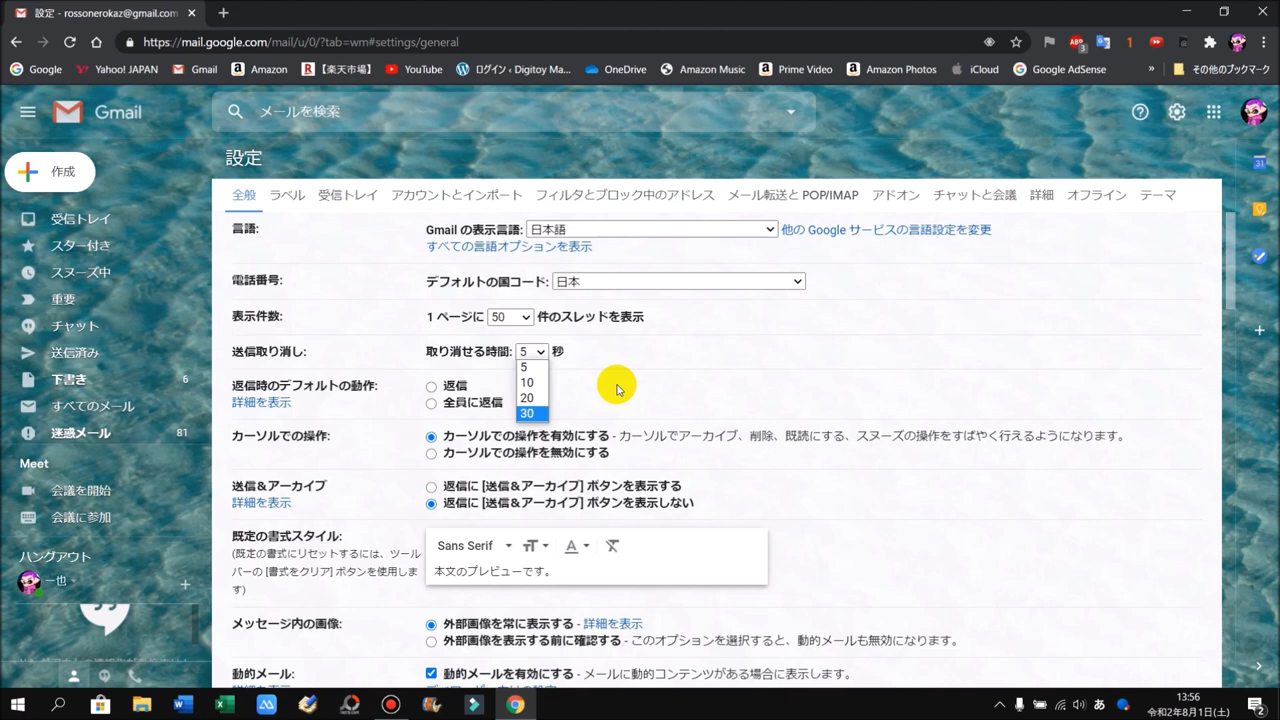 設定 - rossonerokaz@gmail.com
https://mail.google.com/mail/u/0/?tab=wm#settings/general
Google Yahoo! JAPAN Gmail Amazon 【楽天市場】 YouTube ログイン ‹ Digitoy Ma... OneDrive Amazon Music Prime Video Amazon Photos iCloud Google AdSense » その他のブックマーク
Gmail
メールを検索
設定
作成
全般 ラベル 受信トレイ アカウントとインポート フィルタとブロック中のアドレス メール転送と POP/IMAP アドオン チャットと会議 詳細 オフライン テーマ
受信トレイ
スター付き
スヌーズ中
重要
チャット
送信済み
下書き 6
すべてのメール
迷惑メール 81
Meet
会議を開始
会議に参加
ハングアウト
一也
言語:
Gmail の表示言語: 日本語 他の Google サービスの言語設定を変更
すべての言語オプションを表示
電話番号:
デフォルトの国コード: 日本
表示件数:
1 ページに 50 件のスレッドを表示
送信取り消し:
取り消せる時間: 5 秒
5
10
20
30
返信時のデフォルトの動作:
詳細を表示
返信
全員に返信
カーソルでの操作:
カーソルでの操作を有効にする - カーソルでアーカイブ、削除、既読にする、スヌーズの操作をすばやく行えるようになります。
カーソルでの操作を無効にする
送信＆アーカイブ
詳細を表示
返信に [送信＆アーカイブ] ボタンを表示する
返信に [送信＆アーカイブ] ボタンを表示しない
既定の書式スタイル:
(既定の書式にリセットするには、ツール
バーの [書式をクリア] ボタンを使用しま
す)
Sans Serif
本文のプレビューです。
メッセージ内の画像:
外部画像を常に表示する - 詳細を表示
外部画像を表示する前に確認する - このオプションを選択すると、動的メールも無効になります。
動的メール:
動的メールを有効にする - メールに動的コンテンツがある場合に表示します。
13:56
令和2年8月1日(土)